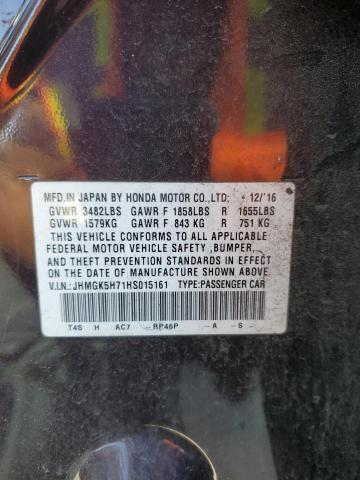 MFD. IN JAPAN BY HONDA MOTOR CO.,LTD; 12/'16
GVWR 3482LBS GAWR F 1858LBS R 1655LBS
GVWR 1579KG GAWR F 843 KG R 751 KG
THIS VEHICLE CONFORMS TO ALL APPLICABLE
FEDERAL MOTOR VEHICLE SAFETY ,BUMPER,
AND THEFT PREVENTION STANDARDS IN EFFECT
ON THE DATE OF MANUFACTURE SHOWN ABOVE.
V.I.N.:JHMGK5H71HS015161 TYPE:PASSENGER CAR
T4S H AC7 –RP46P –A –S–